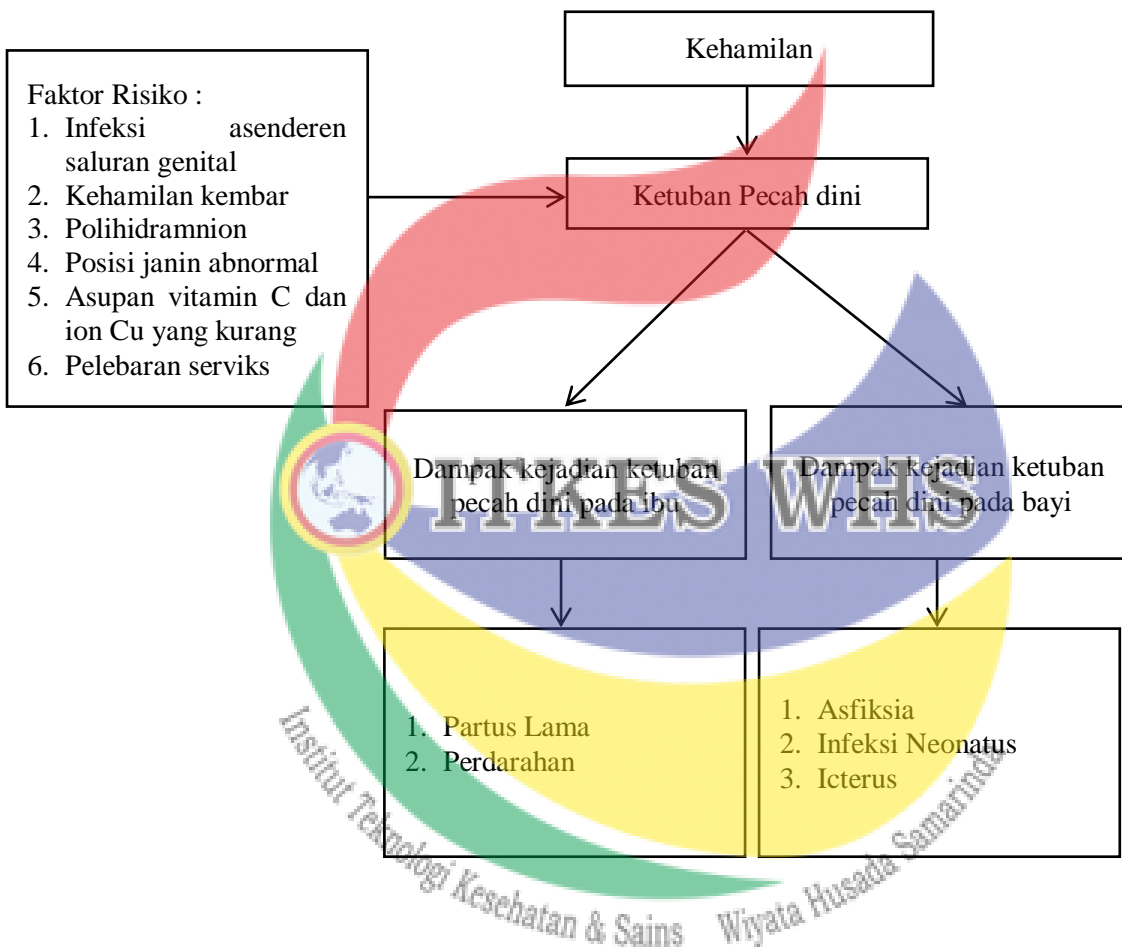 Kehamilan
Faktor Risiko :
1. Infeksi asenderen
saluran genital
2. Kehamilan kembar
3. Polihidramnion
4. Posisi janin abnormal
5. Asupan vitamin C dan
ion Cu yang kurang
6. Pelebaran serviks
Ketuban Pecah dini
Dampak kejadian ketuban
pecah dini pada ibu
Dampak kejadian ketuban
pecah dini pada bayi
ITKES WHS
1. Partus Lama
2. Perdarahan
1. Asfiksia
2. Infeksi Neonatus
3. Icterus
Institut Teknologi Kesehatan & Sains Wiyata Husada Samarinda